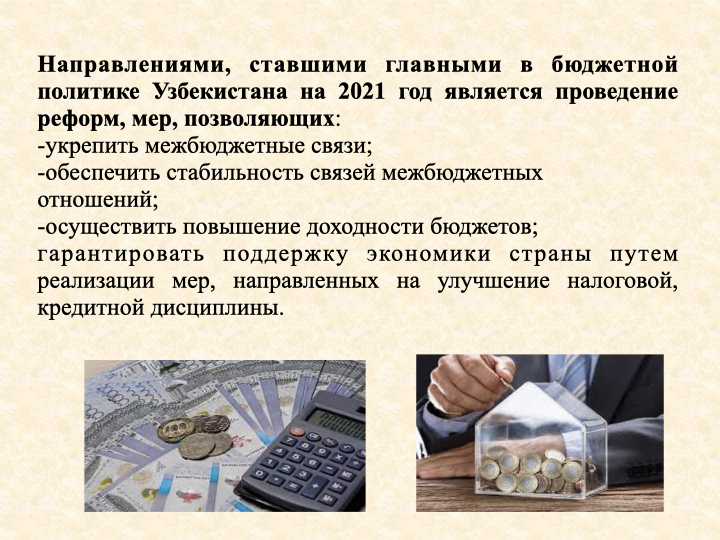 Направлениями, ставшими главными в бюджетной
политике Узбекистана на 2021 год является проведение
реформ, мер, позволяющих:
-укрепить межбюджетные связи;
-обеспечить стабильность связей межбюджетных
отношений;
-осуществить повышение доходности бюджетов;
гарантировать поддержку экономики страны путем
реализации мер, направленных на улучшение налоговой,
кредитной дисциплины.